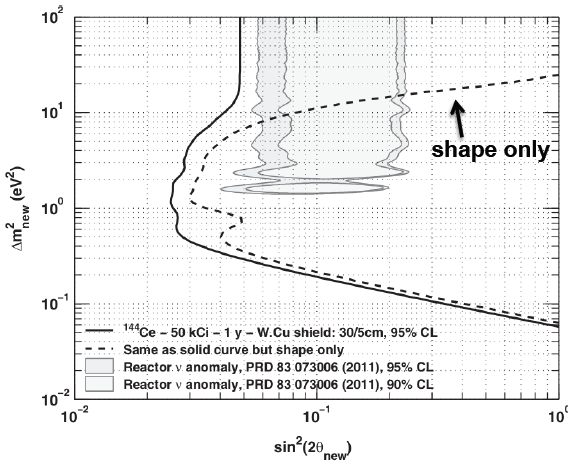 10²
10¹
10⁰
10⁻¹
10⁻²
Δm²new (eV²)
shape only
¹⁴⁴Ce – 50 kCi – 1 y – W.Cu shield: 30/5cm, 95% CL
Same as solid curve but shape only
Reactor ν anomaly, PRD 83 073006 (2011), 95% CL
Reactor ν anomaly, PRD 83 073006 (2011), 90% CL
10⁻² 10⁻¹ 10⁰
sin²(2θnew)